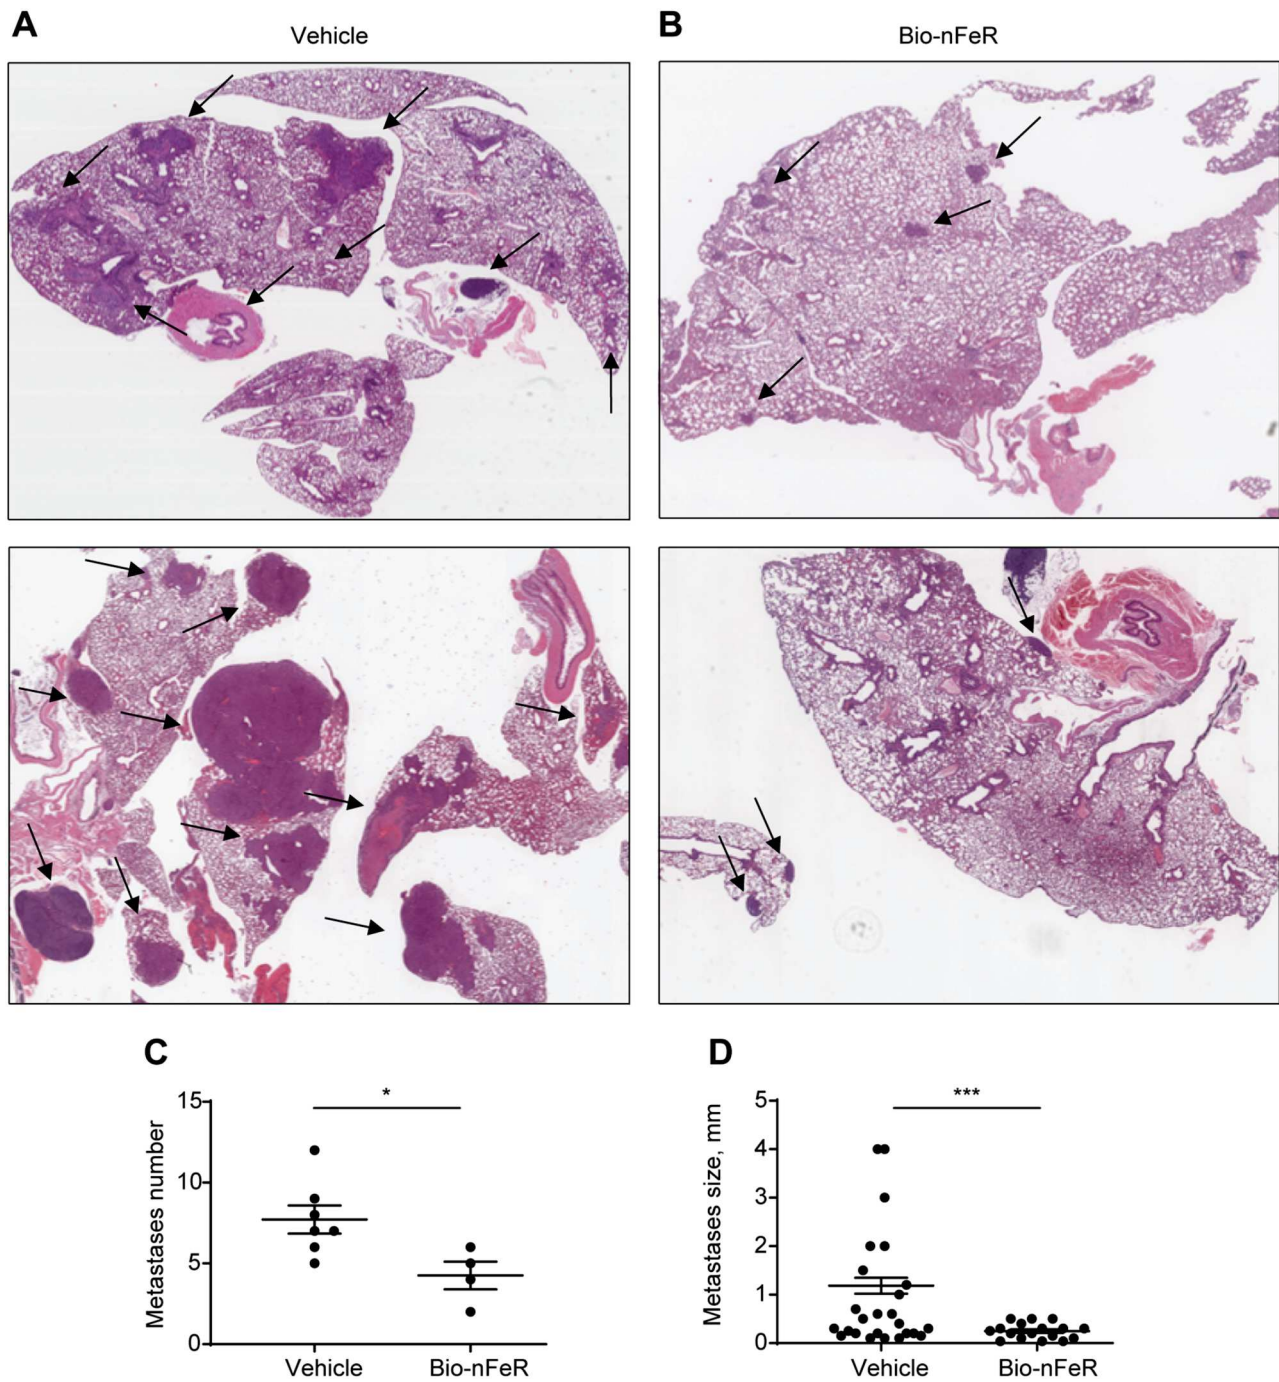 A
Vehicle
B
Bio-nFeR
C
Metastases number
15
10
5
0
*
Vehicle
Bio-nFeR
D
Metastases size, mm
5
4
3
2
1
0
***
Vehicle
Bio-nFeR